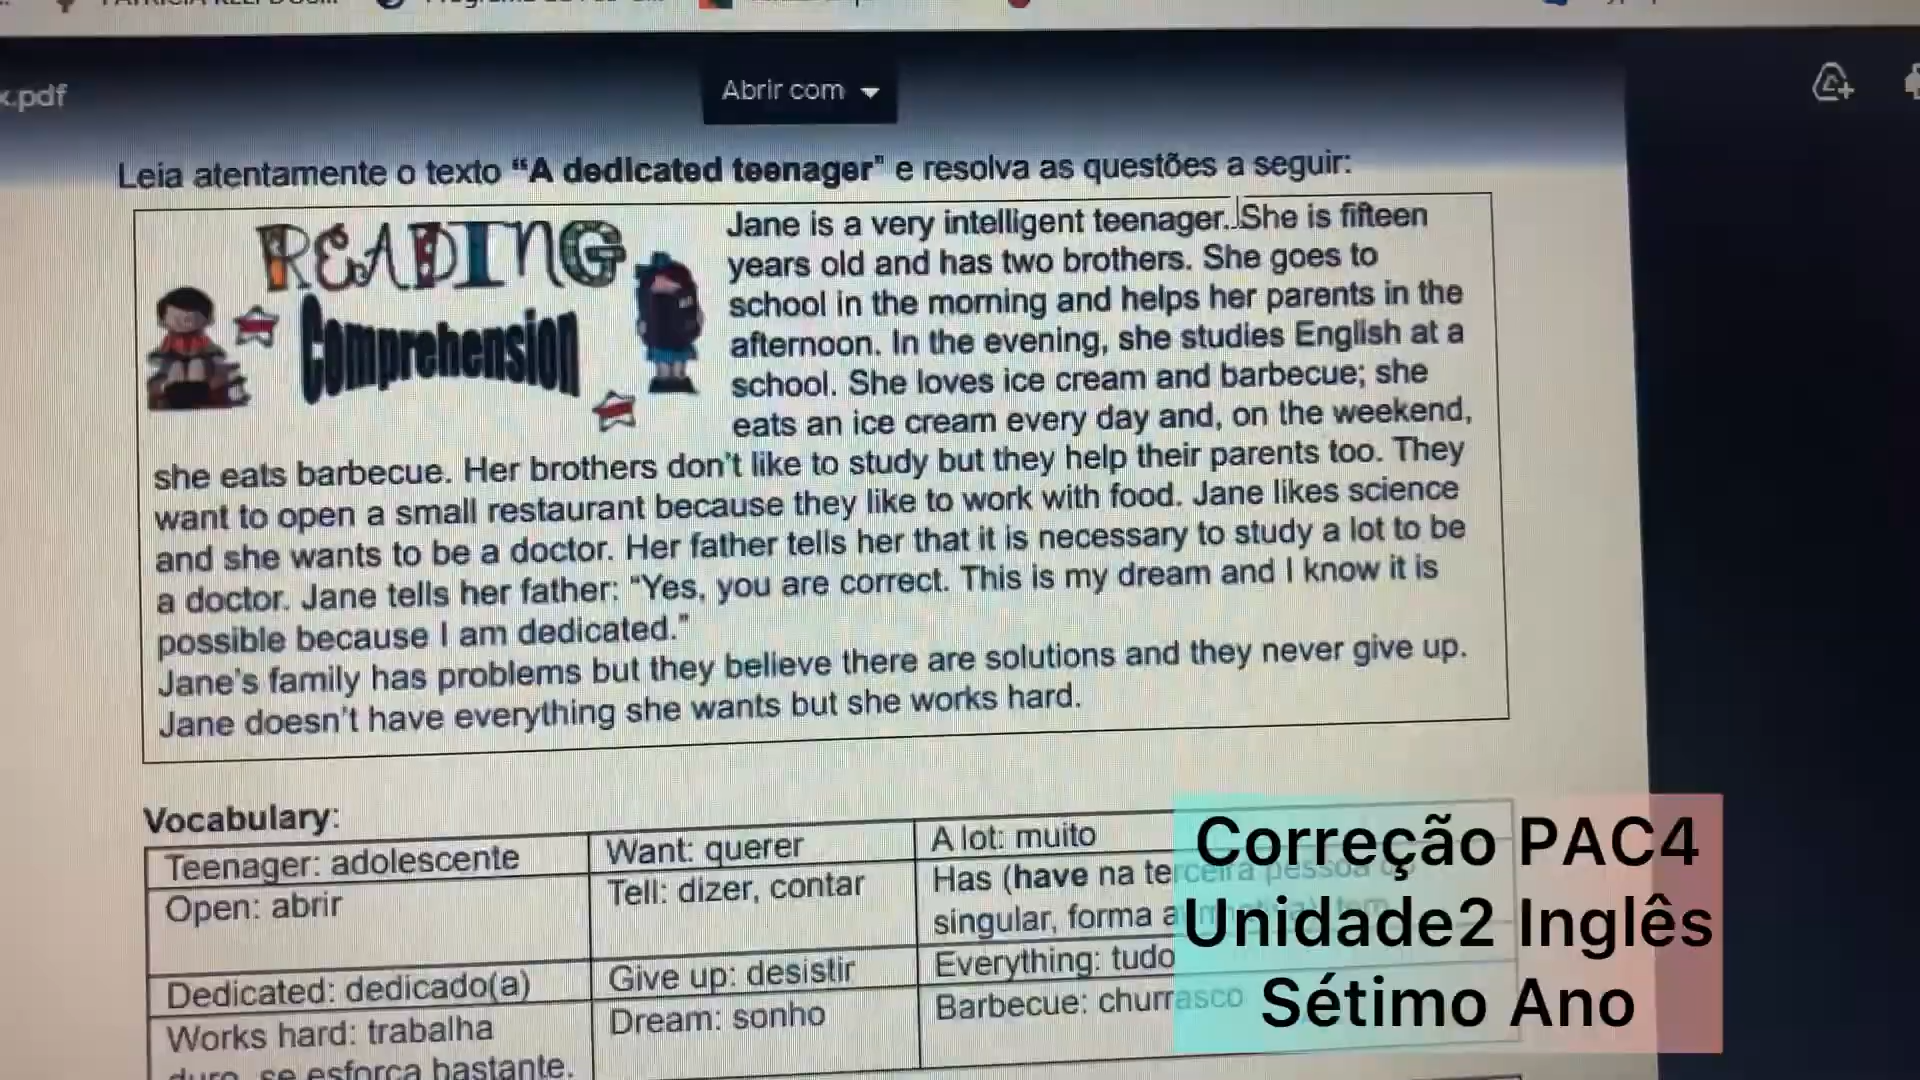 x.pdf
Abrir com
Leia atentamente o texto “A dedicated teenager” e resolva as questões a seguir:
READING
Comprehension
Jane is a very intelligent teenager. She is fifteen
years old and has two brothers. She goes to
school in the morning and helps her parents in the
afternoon. In the evening, she studies English at a
school. She loves ice cream and barbecue; she
eats an ice cream every day and, on the weekend,
she eats barbecue. Her brothers don't like to study but they help their parents too. They
want to open a small restaurant because they like to work with food. Jane likes science
and she wants to be a doctor. Her father tells her that it is necessary to study a lot to be
a doctor. Jane tells her father: “Yes, you are correct. This is my dream and I know it is
possible because I am dedicated.”
Jane's family has problems but they believe there are solutions and they never give up.
Jane doesn't have everything she wants but she works hard.
Vocabulary:
Teenager: adolescente
Want: querer
A lot: muito
Open: abrir
Tell: dizer, contar
Has (have na terceira pessoa
singular, forma
Dedicated: dedicado(a)
Give up: desistir
Everything: tudo
Works hard: trabalha
duro, se esforça bastante.
Dream: sonho
Barbecue: churrasco
Correção PAC4
Unidade2 Inglês
Sétimo Ano